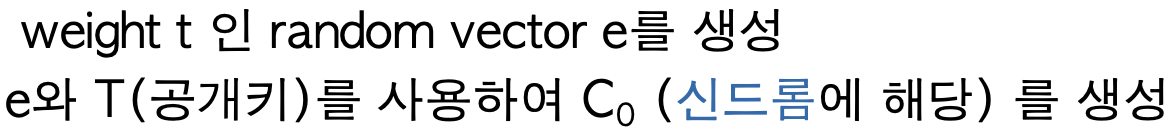 weight t 인 random vector e를 생성
e와 T(공개키)를 사용하여 C₀ (신드롬에 해당) 를 생성